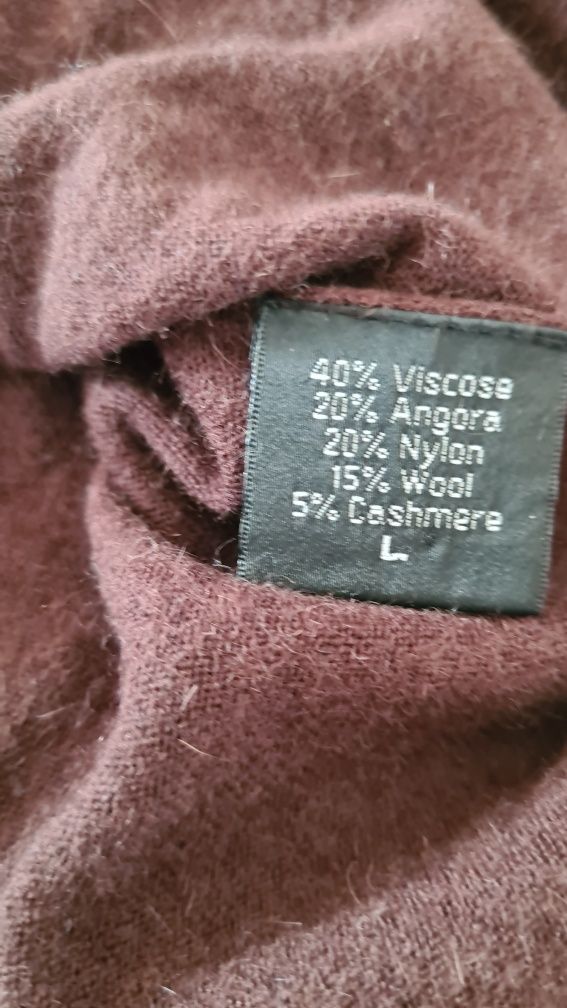 40% Viscose
20% Angora
20% Nylon
15% Wool
5% Cashmere
L